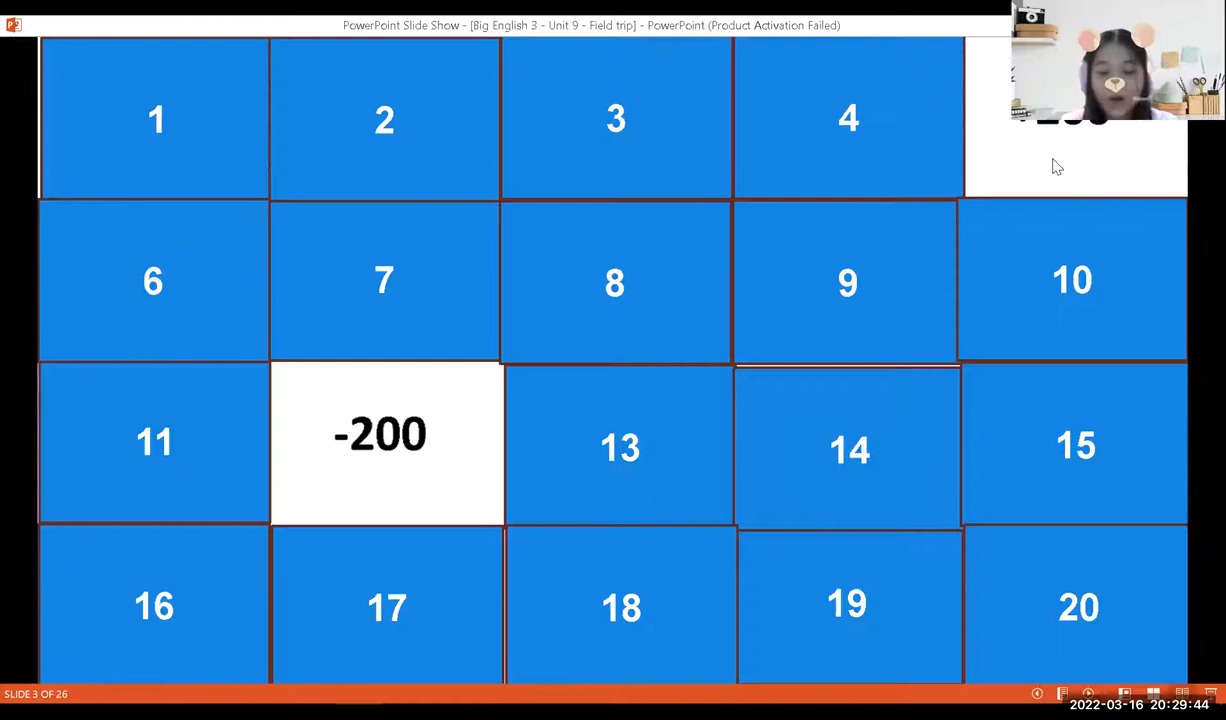 PowerPoint Slide Show - [Big English 3 - Unit 9 - Field trip] - PowerPoint (Product Activation Failed)
1 2 3 4
6 7 8 9 10
11 -200 13 14 15
16 17 18 19 20
SLIDE 3 OF 26
2022-03-16 20:29:44